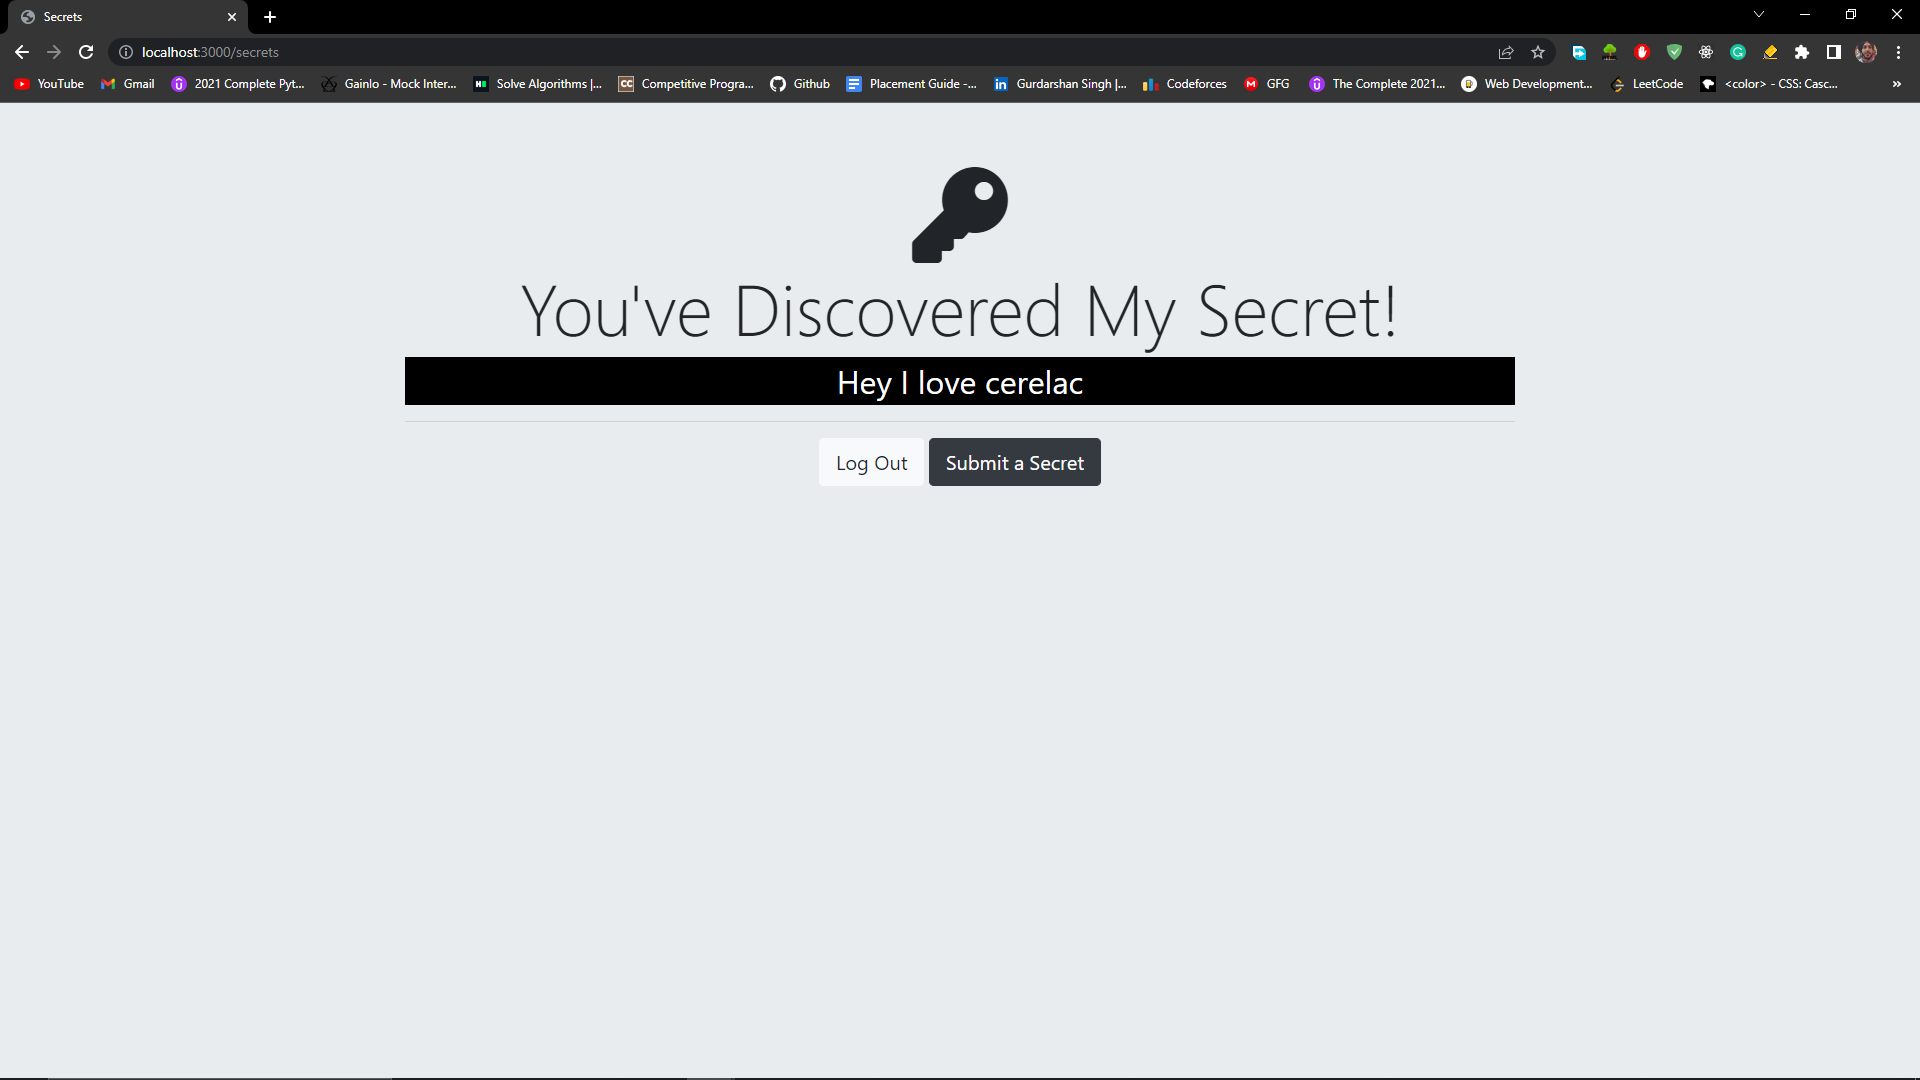 Secrets
localhost:3000/secrets
YouTube Gmail 2021 Complete Pyt... Gainlo - Mock Inter... Solve Algorithms |... Competitive Progra... Github Placement Guide -... Gurdarshan Singh |... Codeforces GFG The Complete 2021... Web Development... LeetCode <color> - CSS: Casc... »
You've Discovered My Secret!
Hey I love cerelac
Log Out Submit a Secret